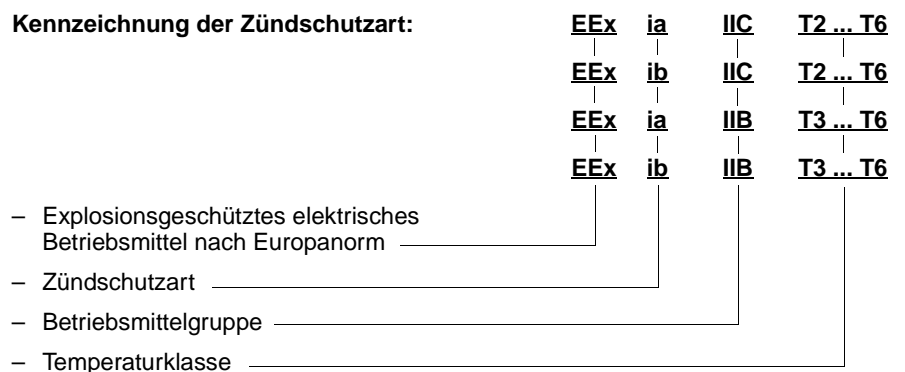 Kennzeichnung der Zündschutzart: EEx ia IIC T2 ... T6
EEx ib IIC T2 ... T6
EEx ia IIB T3 ... T6
EEx ib IIB T3 ... T6
– Explosionsgeschütztes elektrisches
Betriebsmittel nach Europanorm
– Zündschutzart
– Betriebsmittelgruppe
– Temperaturklasse